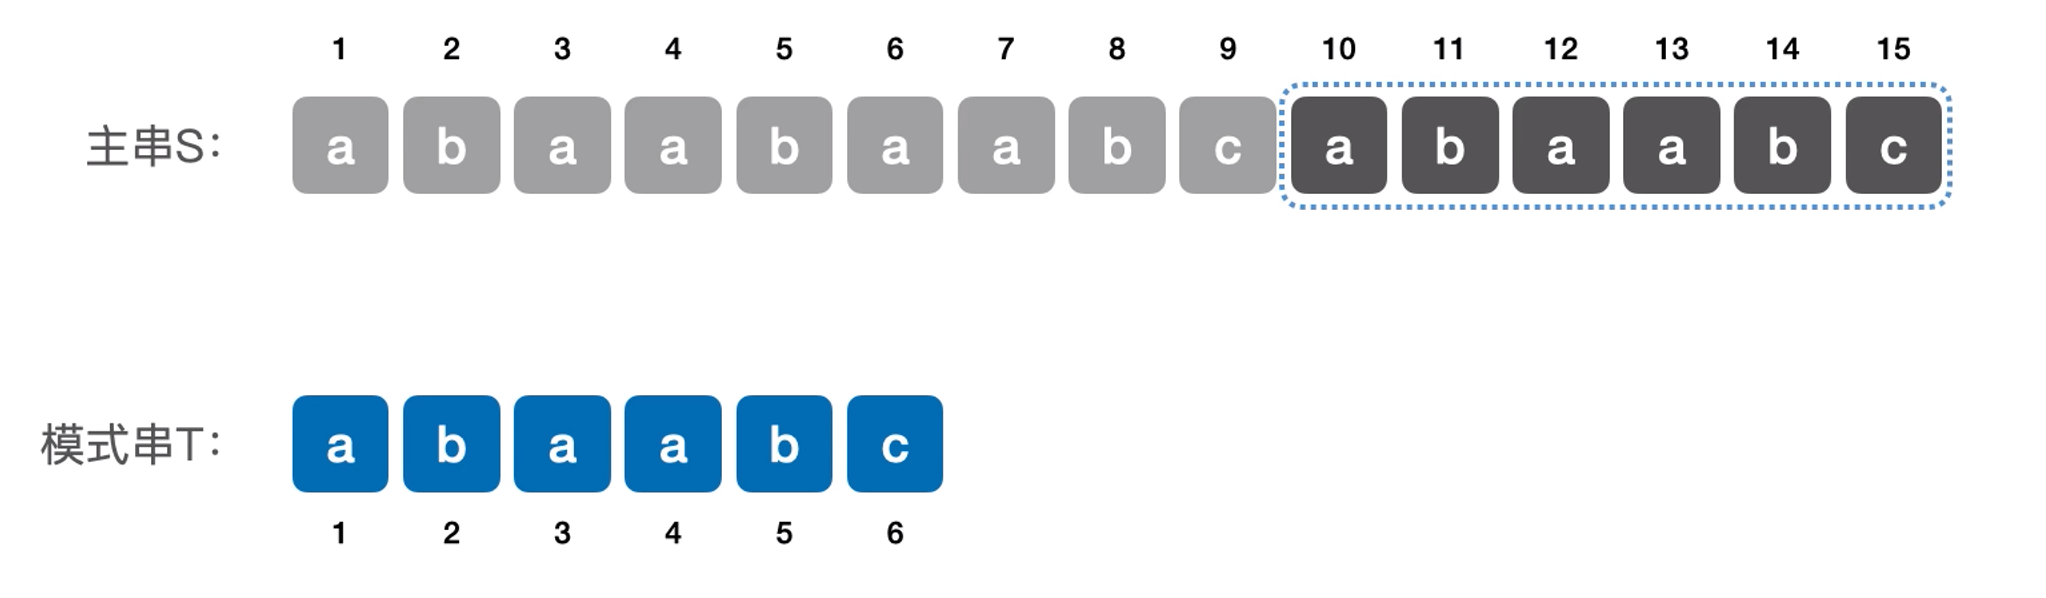 1 2 3 4 5 6 7 8 9 10 11 12 13 14 15
主串S： a b a a b a a b c a b a a b c
模式串T： a b a a b c
1 2 3 4 5 6